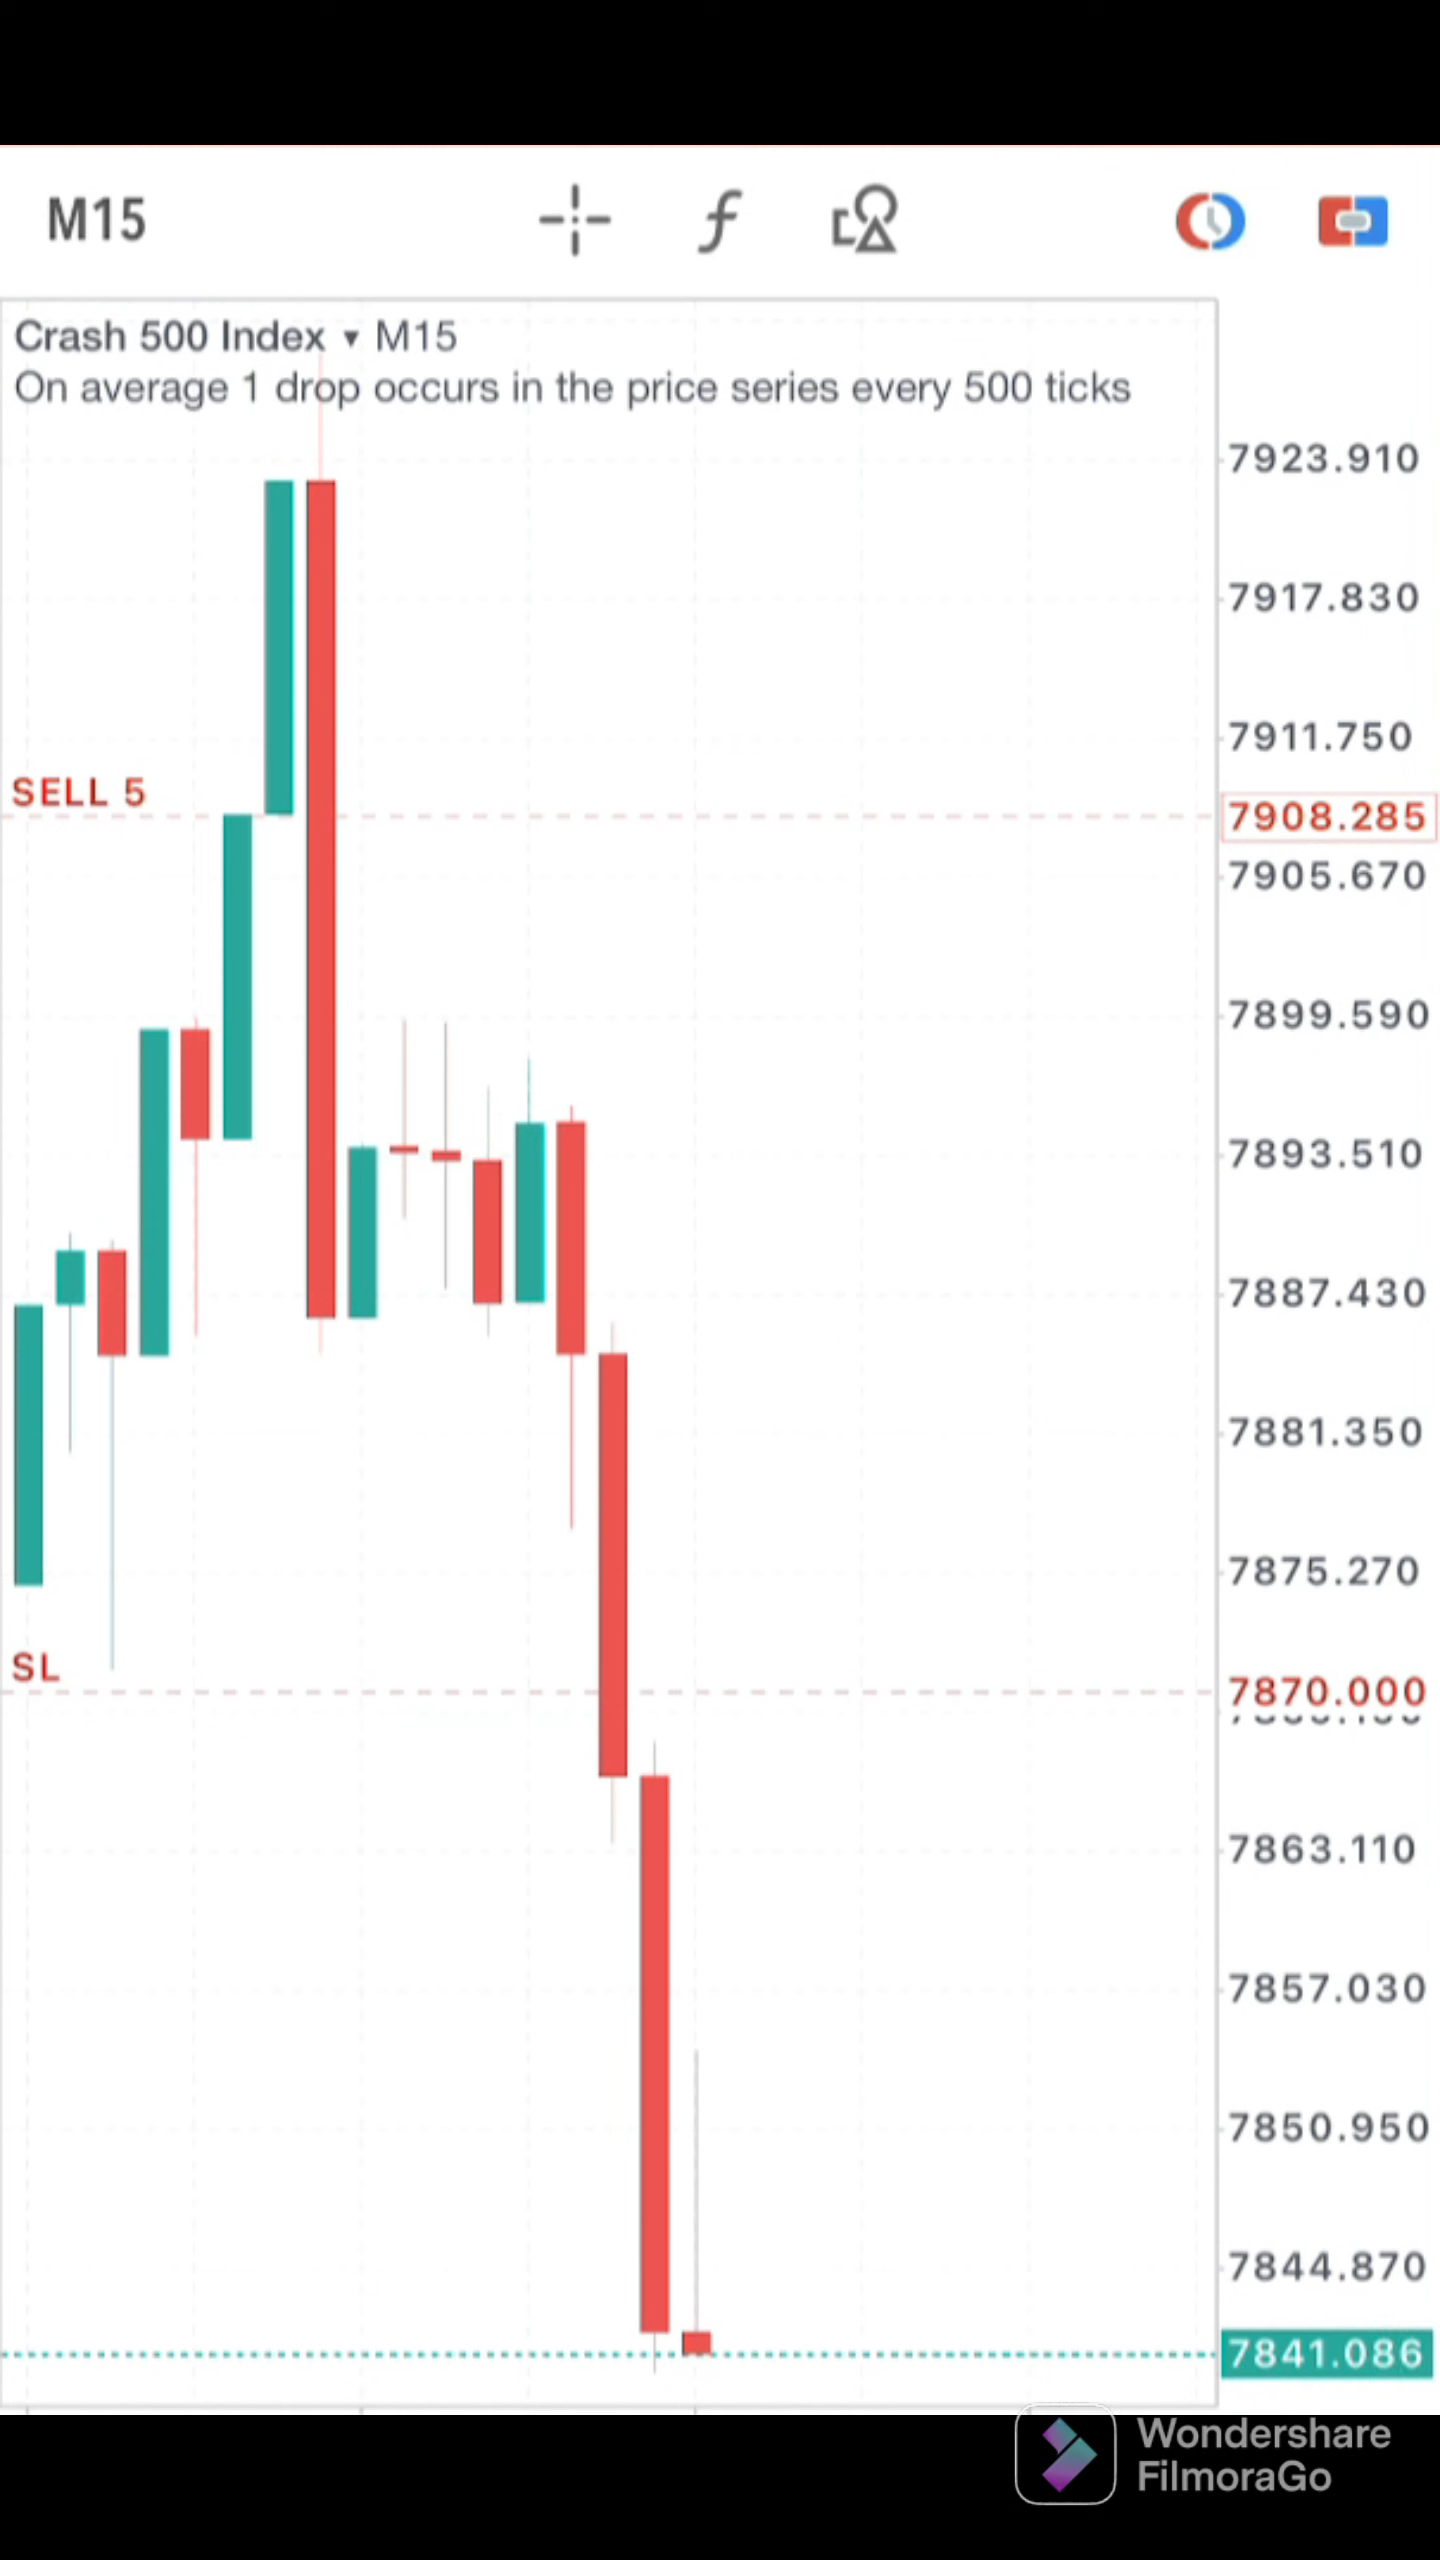 M15
Crash 500 Index ▾ M15
On average 1 drop occurs in the price series every 500 ticks
7923.910
7917.830
7911.750
SELL 5
7908.285
7905.670
7899.590
7893.510
7887.430
7881.350
7875.270
SL
7870.000
7863.110
7857.030
7850.950
7844.870
7841.086
Wondershare
FilmoraGo